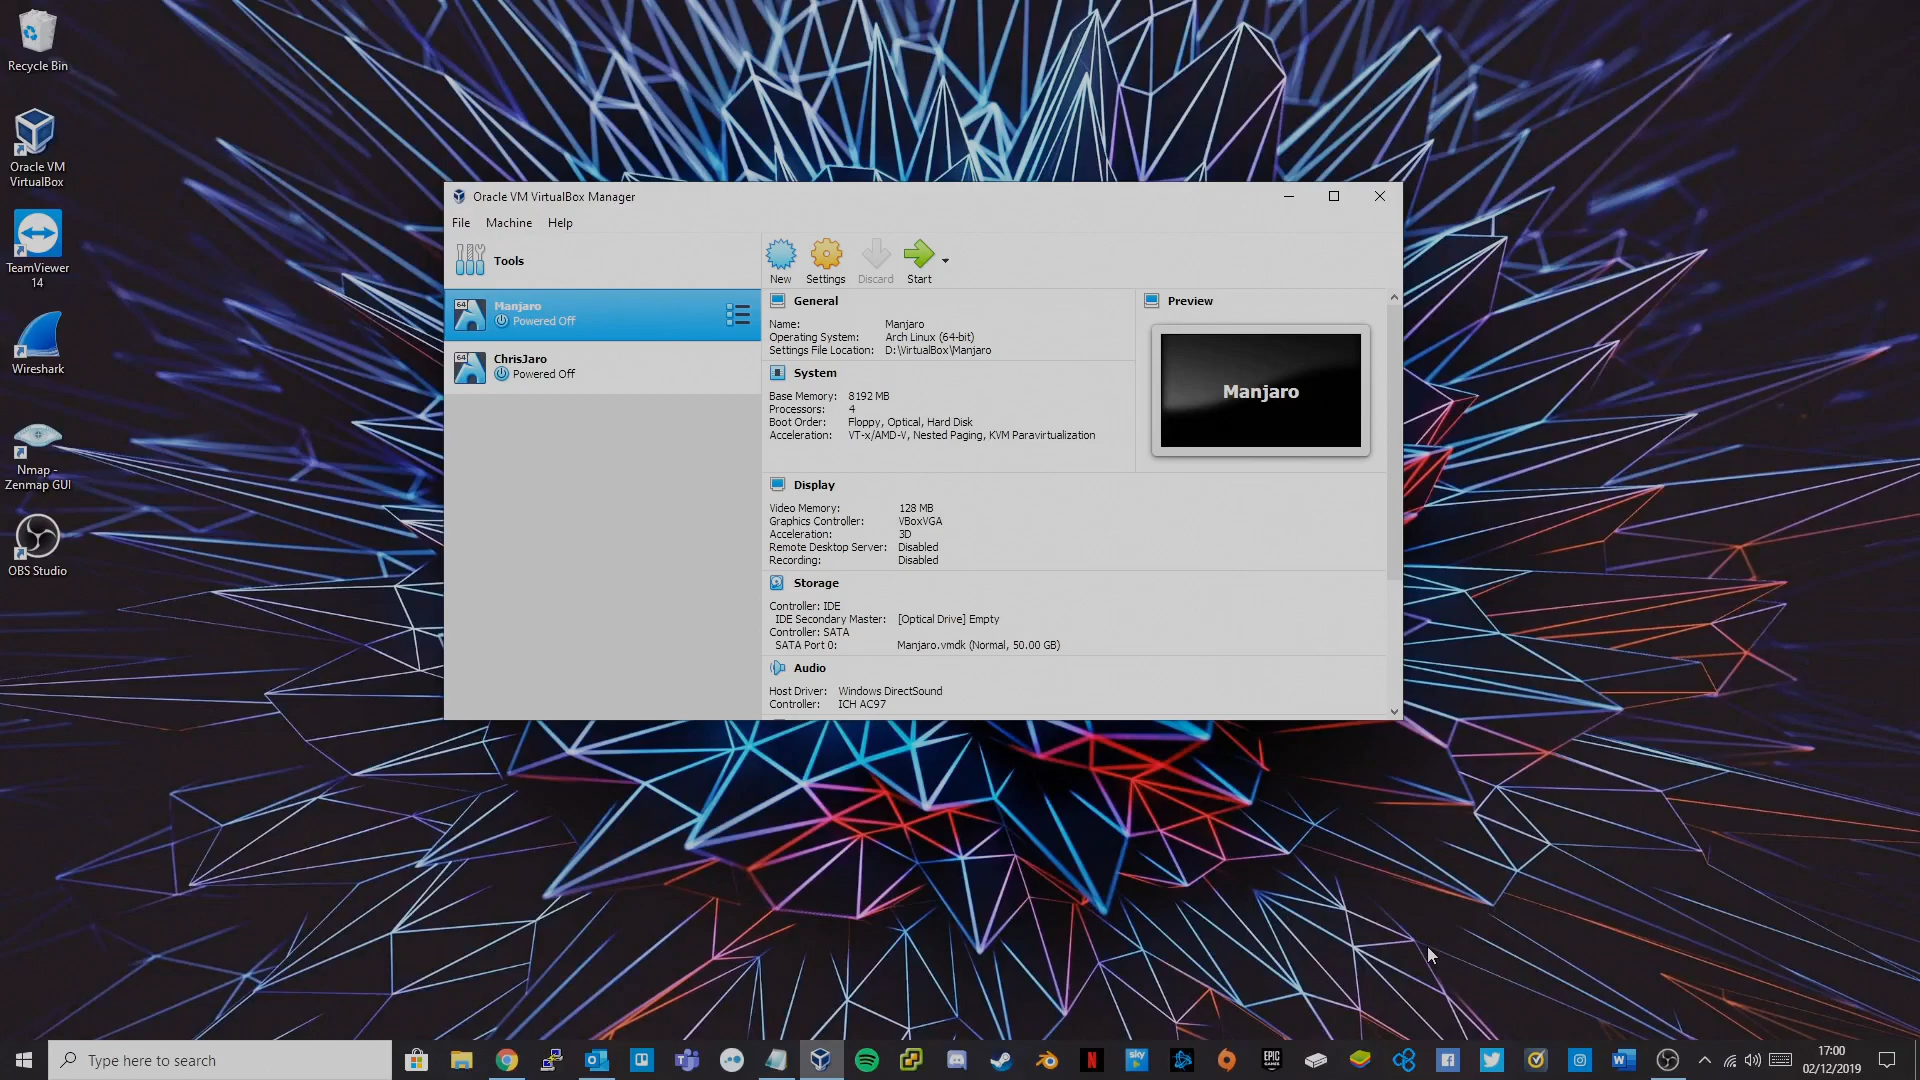 Recycle Bin
Oracle VM
VirtualBox
TeamViewer
14
Wireshark
Nmap -
Zenmap GUI
OBS Studio
Oracle VM VirtualBox Manager
File Machine Help
Tools
New Settings Discard Start
64 Manjaro
Powered Off
64 ChrisJaro
Powered Off
General
Name: Manjaro
Operating System: Arch Linux (64-bit)
Settings File Location: D:\VirtualBox\Manjaro
System
Base Memory: 8192 MB
Processors: 4
Boot Order: Floppy, Optical, Hard Disk
Acceleration: VT-x/AMD-V, Nested Paging, KVM Paravirtualization
Preview
Manjaro
Display
Video Memory: 128 MB
Graphics Controller: VBoxVGA
Acceleration: 3D
Remote Desktop Server: Disabled
Recording: Disabled
Storage
Controller: IDE
IDE Secondary Master: [Optical Drive] Empty
Controller: SATA
SATA Port 0: Manjaro.vmdk (Normal, 50.00 GB)
Audio
Host Driver: Windows DirectSound
Controller: ICH AC97
Type here to search
sky
EPIC
GAMES
17:00
02/12/2019